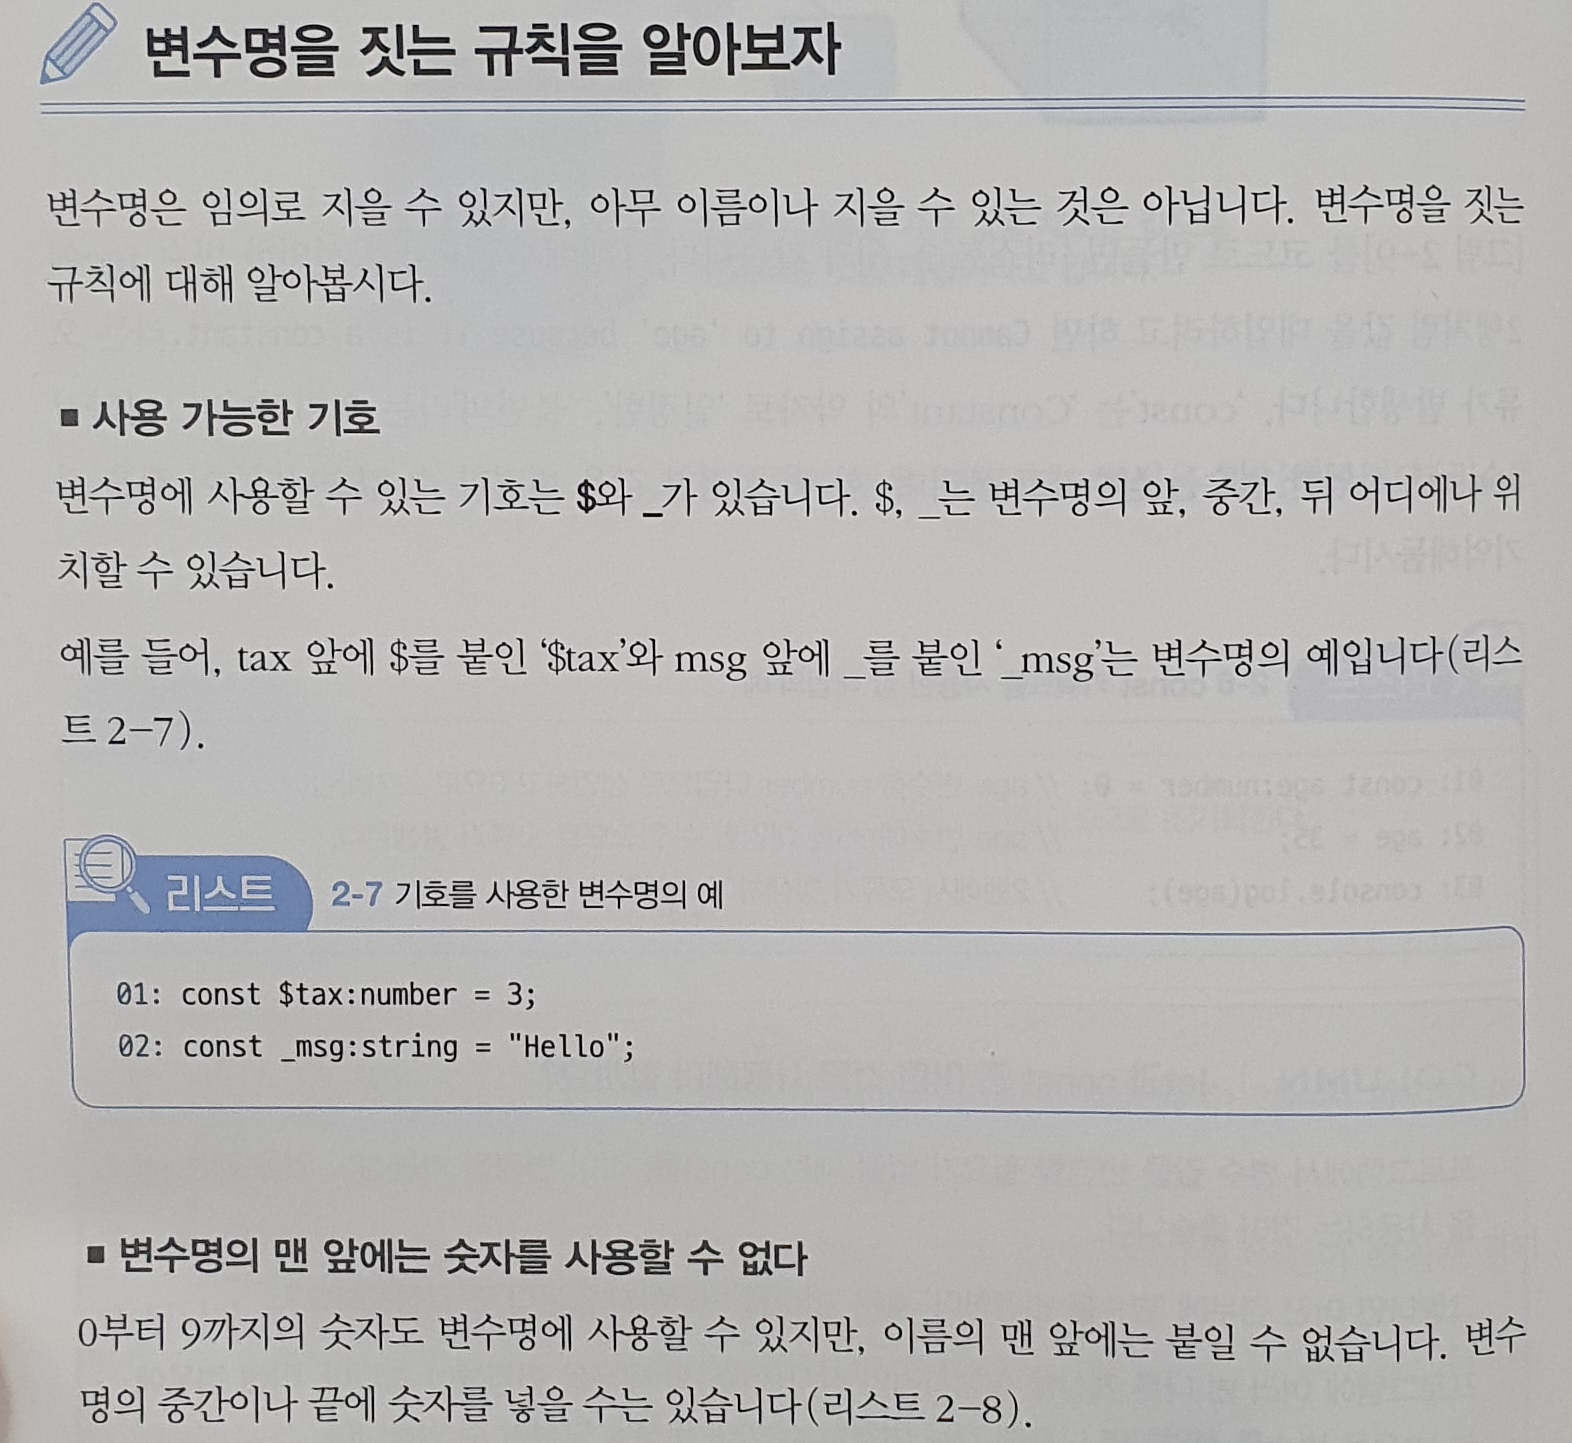 변수명을 짓는 규칙을 알아보자
변수명은 임의로 지을 수 있지만, 아무 이름이나 지을 수 있는 것은 아닙니다. 변수명을 짓는
규칙에 대해 알아봅시다.
■ 사용 가능한 기호
변수명에 사용할 수 있는 기호는 $와 _가 있습니다. $, _는 변수명의 앞, 중간, 뒤 어디에나 위
치할 수 있습니다.
예를 들어, tax 앞에 $를 붙인 ‘$tax’와 msg 앞에 _를 붙인 ‘_msg’는 변수명의 예입니다(리스
트 2-7).
리스트 2-7 기호를 사용한 변수명의 예
01: const $tax:number = 3;
02: const _msg:string = "Hello";
■ 변수명의 맨 앞에는 숫자를 사용할 수 없다
0부터 9까지의 숫자도 변수명에 사용할 수 있지만, 이름의 맨 앞에는 붙일 수 없습니다. 변수
명의 중간이나 끝에 숫자를 넣을 수는 있습니다(리스트 2-8).